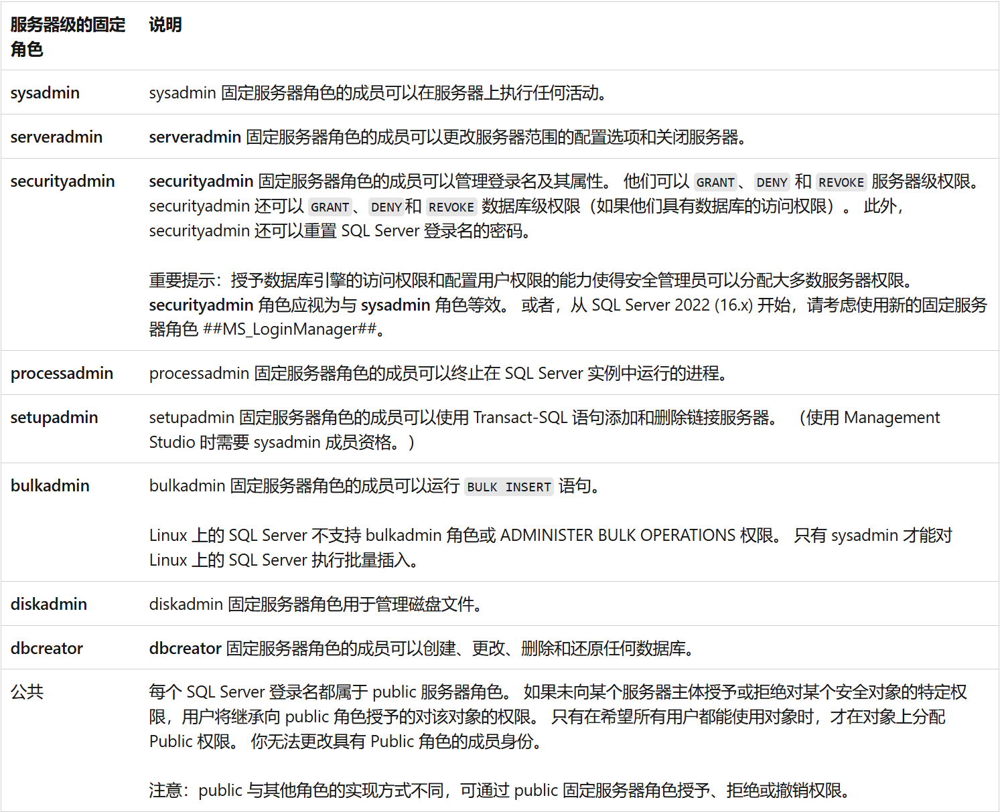 服务器级的固定
角色
说明
sysadmin
sysadmin 固定服务器角色的成员可以在服务器上执行任何活动。
serveradmin
serveradmin 固定服务器角色的成员可以更改服务器范围的配置选项和关闭服务器。
securityadmin
securityadmin 固定服务器角色的成员可以管理登录名及其属性。 他们可以 GRANT、DENY 和 REVOKE 服务器级权限。
securityadmin 还可以 GRANT、DENY和 REVOKE 数据库级权限（如果他们具有数据库的访问权限）。 此外，
securityadmin 还可以重置 SQL Server 登录名的密码。
重要提示：授予数据库引擎的访问权限和配置用户权限的能力使得安全管理员可以分配大多数服务器权限。
securityadmin 角色应视为与 sysadmin 角色等效。 或者，从 SQL Server 2022 (16.x) 开始，请考虑使用新的固定服务
器角色 ##MS_LoginManager##。
processadmin
processadmin 固定服务器角色的成员可以终止在 SQL Server 实例中运行的进程。
setupadmin
setupadmin 固定服务器角色的成员可以使用 Transact-SQL 语句添加和删除链接服务器。 （使用 Management
Studio 时需要 sysadmin 成员资格。）
bulkadmin
bulkadmin 固定服务器角色的成员可以运行 BULK INSERT 语句。
Linux 上的 SQL Server 不支持 bulkadmin 角色或 ADMINISTER BULK OPERATIONS 权限。 只有 sysadmin 才能对
Linux 上的 SQL Server 执行批量插入。
diskadmin
diskadmin 固定服务器角色用于管理磁盘文件。
dbcreator
dbcreator 固定服务器角色的成员可以创建、更改、删除和还原任何数据库。
公共
每个 SQL Server 登录名都属于 public 服务器角色。 如果未向某个服务器主体授予或拒绝对某个安全对象的特定权
限，用户将继承向 public 角色授予的对该对象的权限。 只有在希望所有用户都能使用对象时，才在对象上分配
Public 权限。 你无法更改具有 Public 角色的成员身份。
注意：public 与其他角色的实现方式不同，可通过 public 固定服务器角色授予、拒绝或撤销权限。